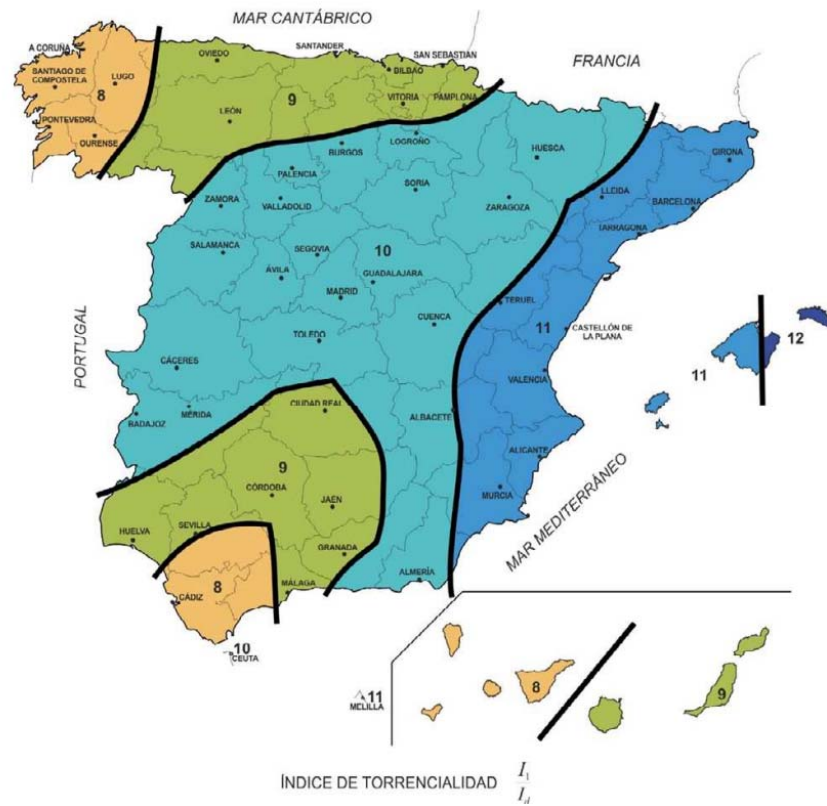 MAR CANTÁBRICO
A CORUÑA
OVIEDO
SANTANDER
SAN SEBASTIÁN
FRANCIA
SANTIAGO DE
COMPOSTELA
LUGO
BILBAO
8
VITORIA
PAMPLONA
9
LEÓN
PONTEVEDRA
OURENSE
BURGOS
LOGROÑO
HUESCA
GIRONA
PALENCIA
SORIA
LLEIDA
ZAMORA
VALLADOLID
ZARAGOZA
BARCELONA
TARRAGONA
SALAMANCA
SEGOVIA
10
ÁVILA
GUADALAJARA
MADRID
TERUEL
PORTUGAL
CUENCA
11
CASTELLÓN DE
LA PLANA
12
TOLEDO
CÁCERES
11
VALENCIA
MÉRIDA
BADAJOZ
CIUDAD REAL
ALBACETE
ALICANTE
9
CÓRDOBA
JAÉN
MURCIA
MAR MEDITERRÁNEO
HUELVA
SEVILLA
GRANADA
MÁLAGA
ALMERÍA
CÁDIZ
8
10
CEUTA
11
MELILLA
8
9
ÍNDICE DE TORRENCIALIDAD I₁
I_d